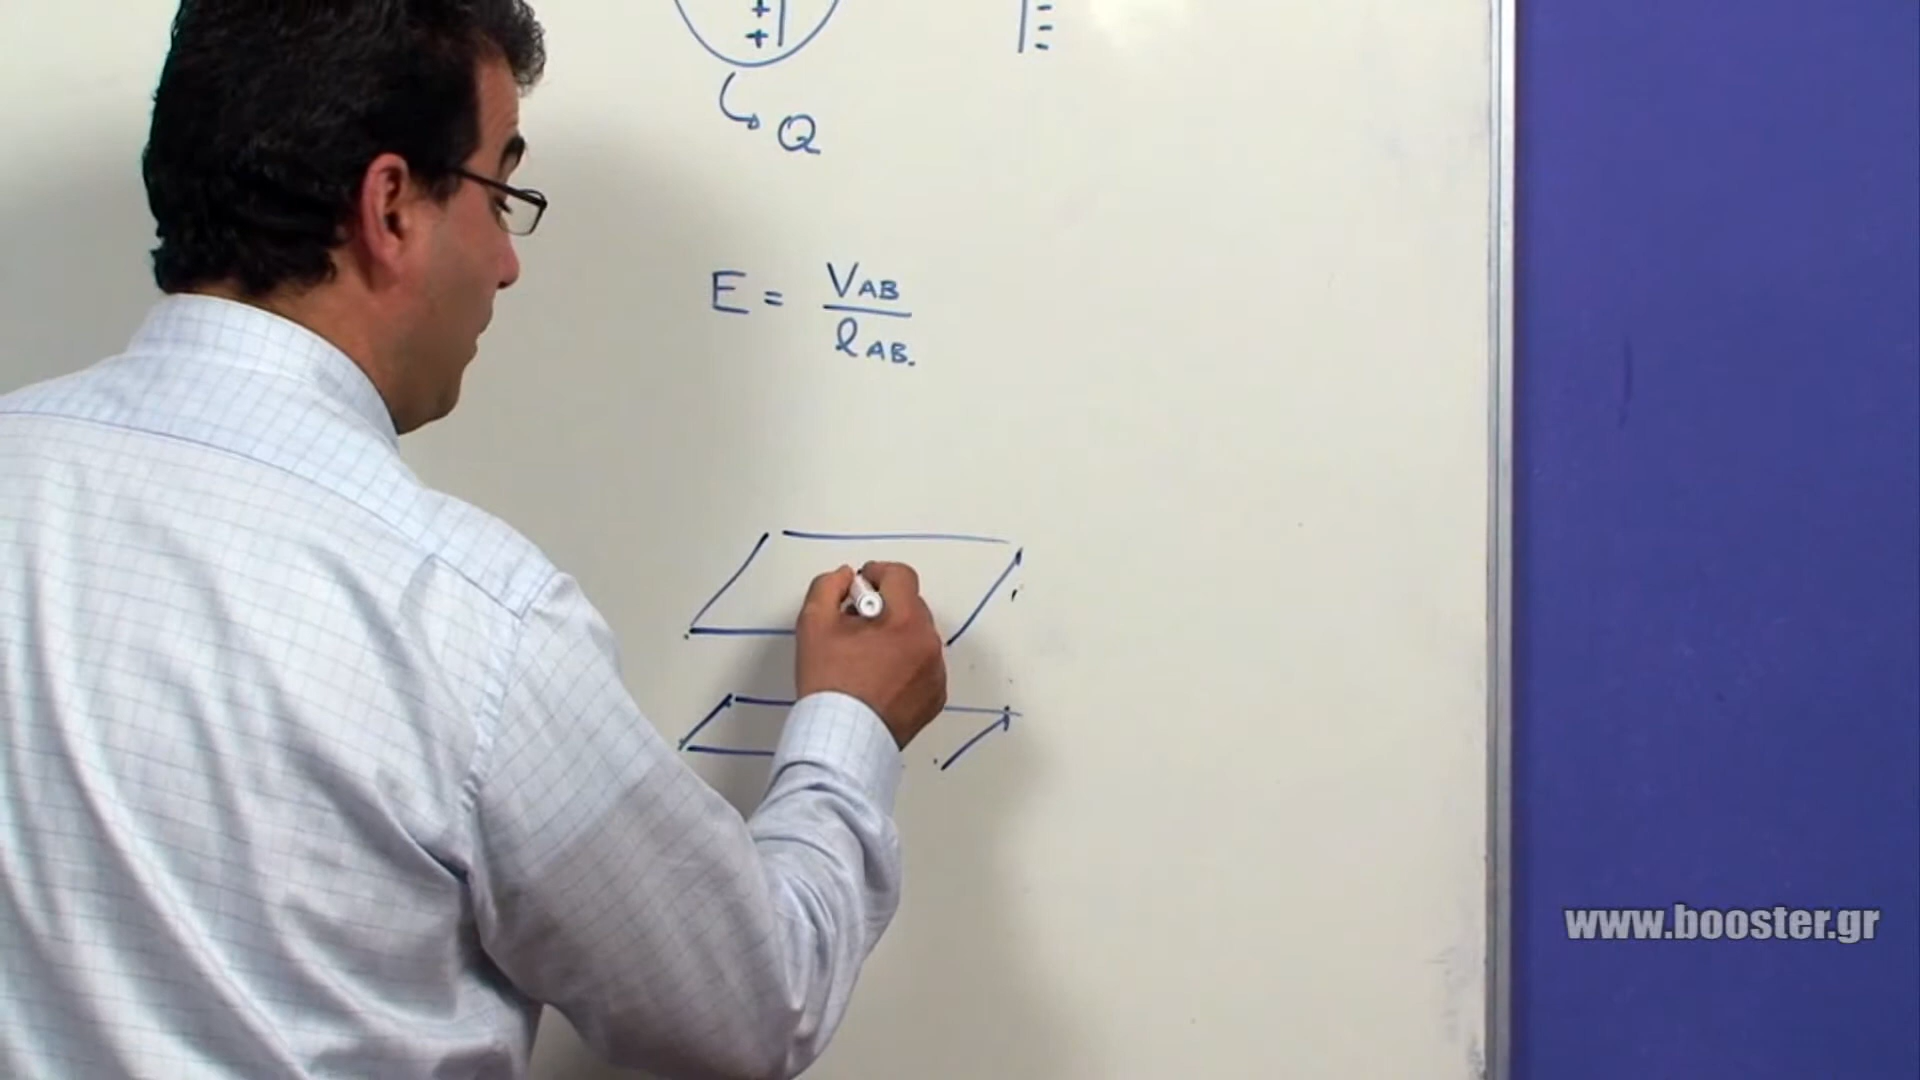 +
+
Q
E = VAB
lAB.
www.booster.gr